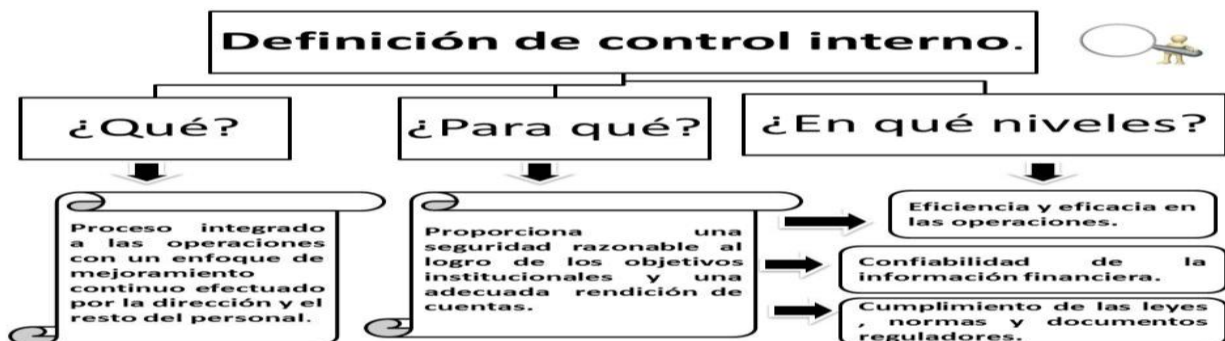 Definición de control interno.
¿Qué?
¿Para qué?
¿En qué niveles?
Proceso integrado
a las operaciones
con un enfoque de
mejoramiento
continuo efectuado
por la dirección y el
resto del personal.
Proporciona una
seguridad razonable al
logro de los objetivos
institucionales y una
adecuada rendición de
cuentas.
Eficiencia y eficacia en
las operaciones.
Confiabilidad de la
información financiera.
Cumplimiento de las leyes
, normas y documentos
reguladores.